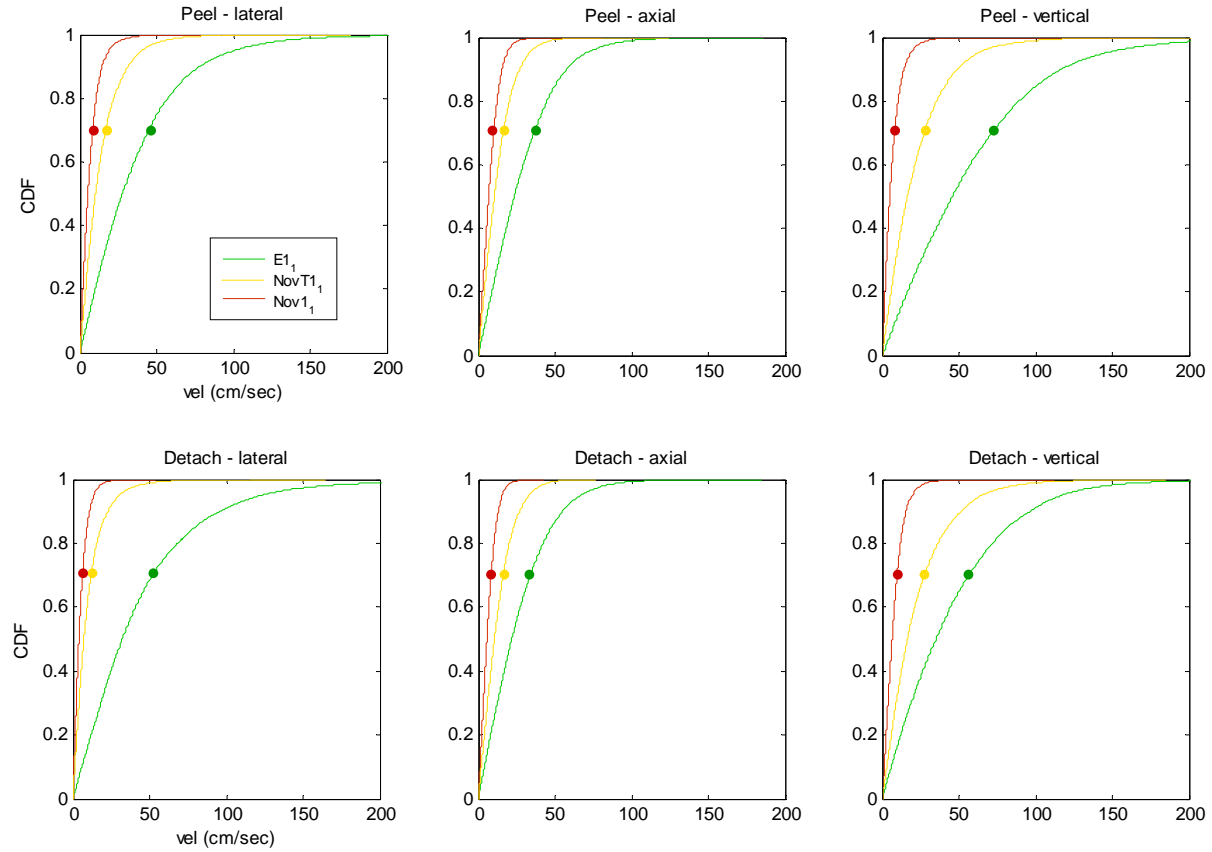 Peel - lateral
Peel - axial
Peel - vertical
1
0.8
0.6
0.4
0.2
0
CDF
E1₁
NovT1₁
Nov1₁
0 50 100 150 200
vel (cm/sec)
1
0.8
0.6
0.4
0.2
0
0 50 100 150 200
1
0.8
0.6
0.4
0.2
0
0 50 100 150 200
Detach - lateral
Detach - axial
Detach - vertical
1
0.8
0.6
0.4
0.2
0
CDF
0 50 100 150 200
vel (cm/sec)
1
0.8
0.6
0.4
0.2
0
0 50 100 150 200
1
0.8
0.6
0.4
0.2
0
0 50 100 150 200